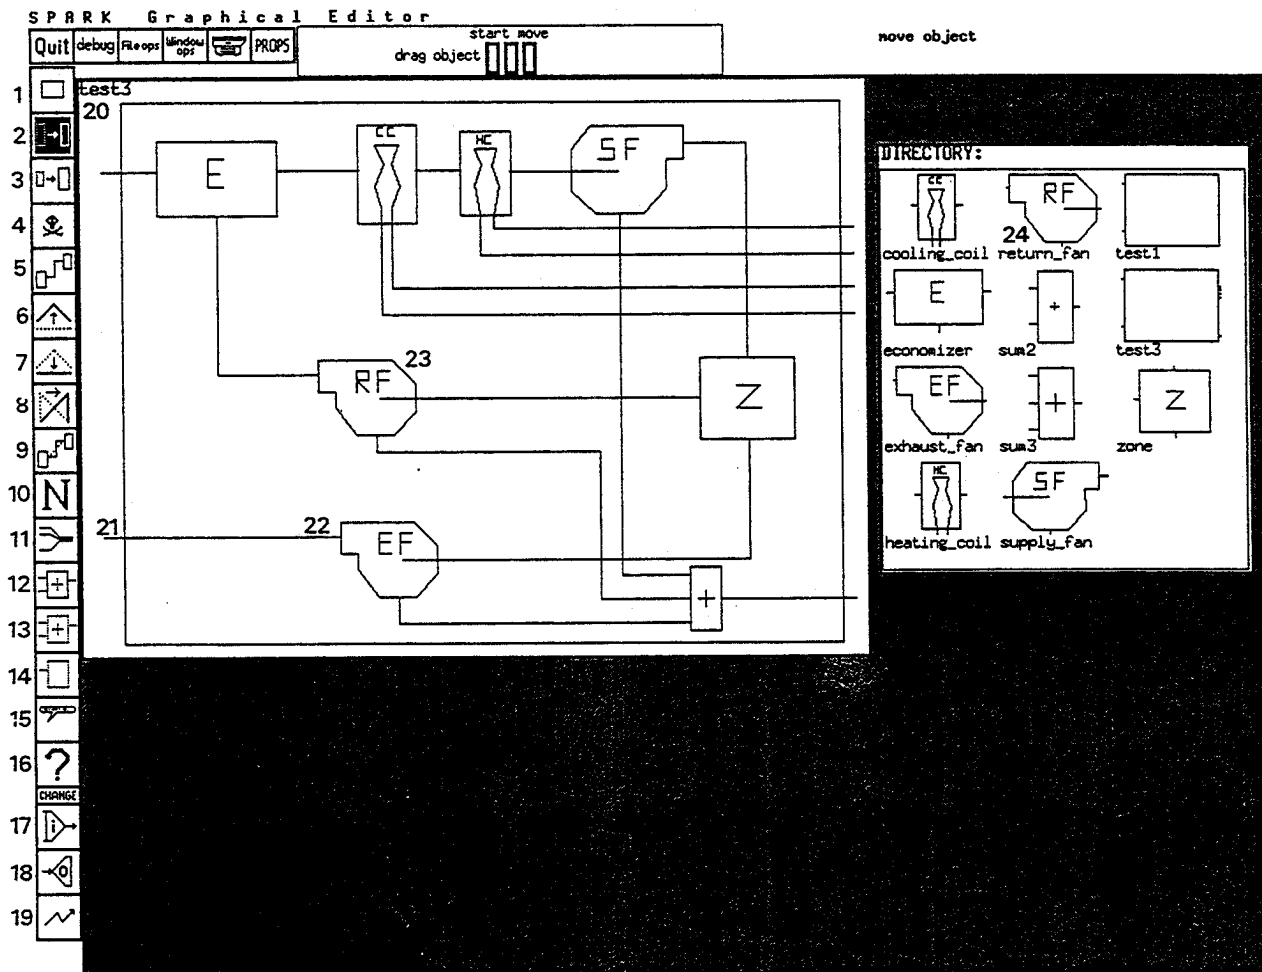 SPARK Graphical Editor
Quit debug File ops Window ops PROPS
start move
drag object
move object
test3
1
2
3
4
5
6
7
8
9
10 N
11
12 +
13 +
14
15
16 ?
CHANGE
17 i
18 O
19
20
E
CC
HC
SF
RF 23
Z
21
22
EF
+
DIRECTORY:
CC
RF
24
cooling_coil return_fan test1
E +
economizer sum2 test3
EF + Z
exhaust_fan sum3 zone
HC SF
heating_coil supply_fan